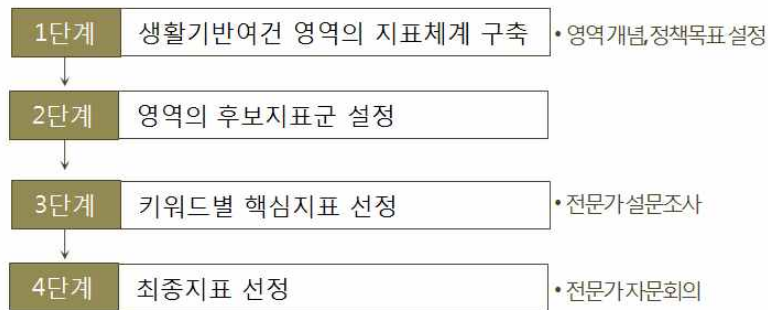 1단계 생활기반여건 영역의 지표체계 구축 • 영역 개념, 정책목표 설정
2단계 영역의 후보지표군 설정
3단계 키워드별 핵심지표 선정 • 전문가 설문조사
4단계 최종지표 선정 • 전문가 자문회의